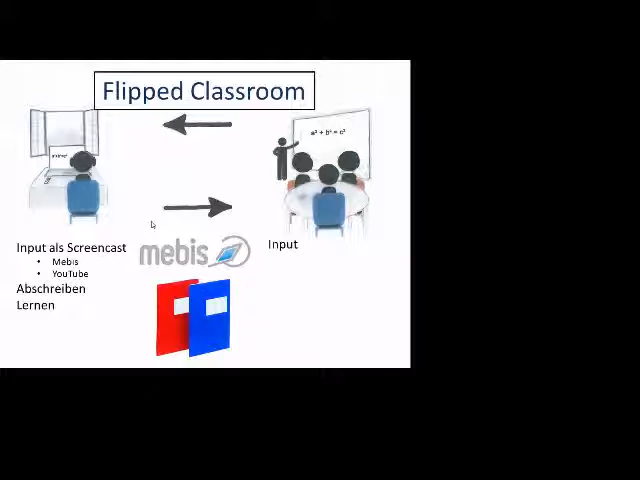 Flipped Classroom
a² + b² = c²
Input als Screencast
• Mebis
• YouTube
Abschreiben
Lernen
mebis
Input